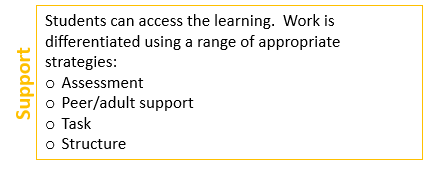 Support
Students can access the learning.  Work is
differentiated using a range of appropriate
strategies:
o Assessment
o Peer/adult support
o Task
o Structure